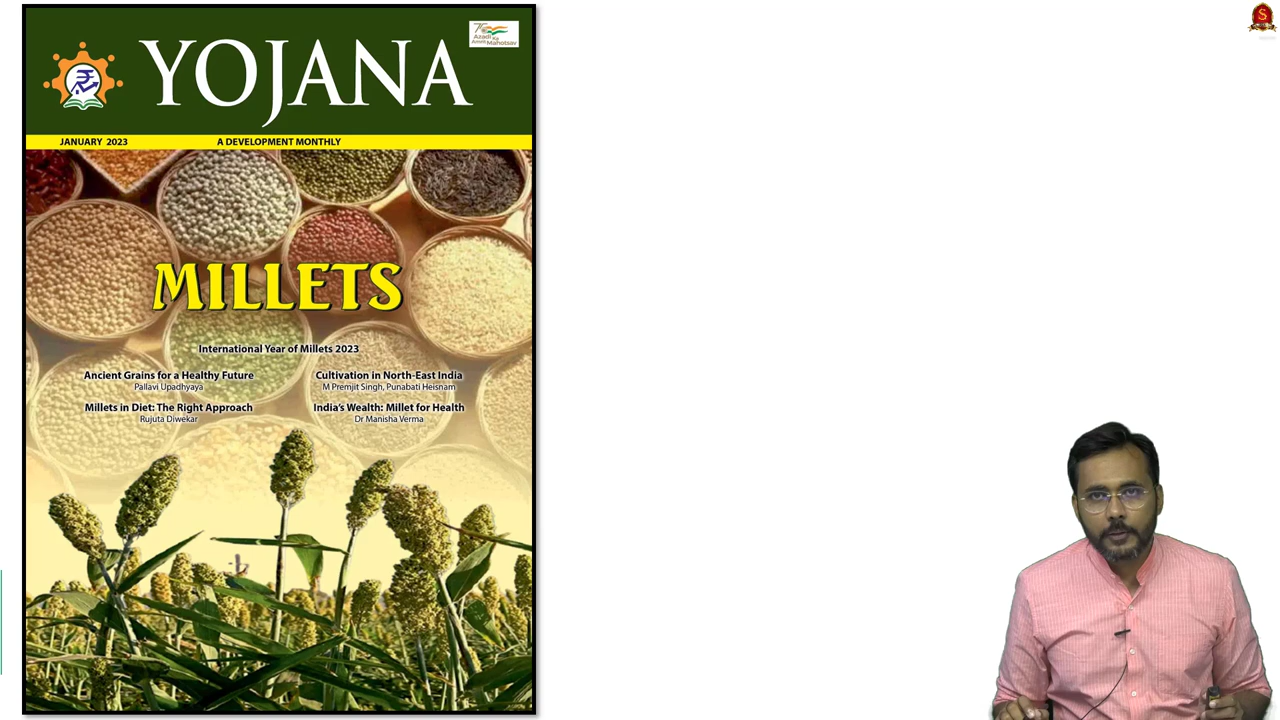 75
Azadi Ka
Amrit Mahotsav
YOJANA
JANUARY 2023 A DEVELOPMENT MONTHLY
MILLETS
International Year of Millets 2023
Ancient Grains for a Healthy Future
Pallavi Upadhyaya
Millets in Diet: The Right Approach
Rujuta Diwekar
Cultivation in North-East India
M Premjit Singh, Punabati Heisnam
India's Wealth: Millet for Health
Dr Manisha Verma
S